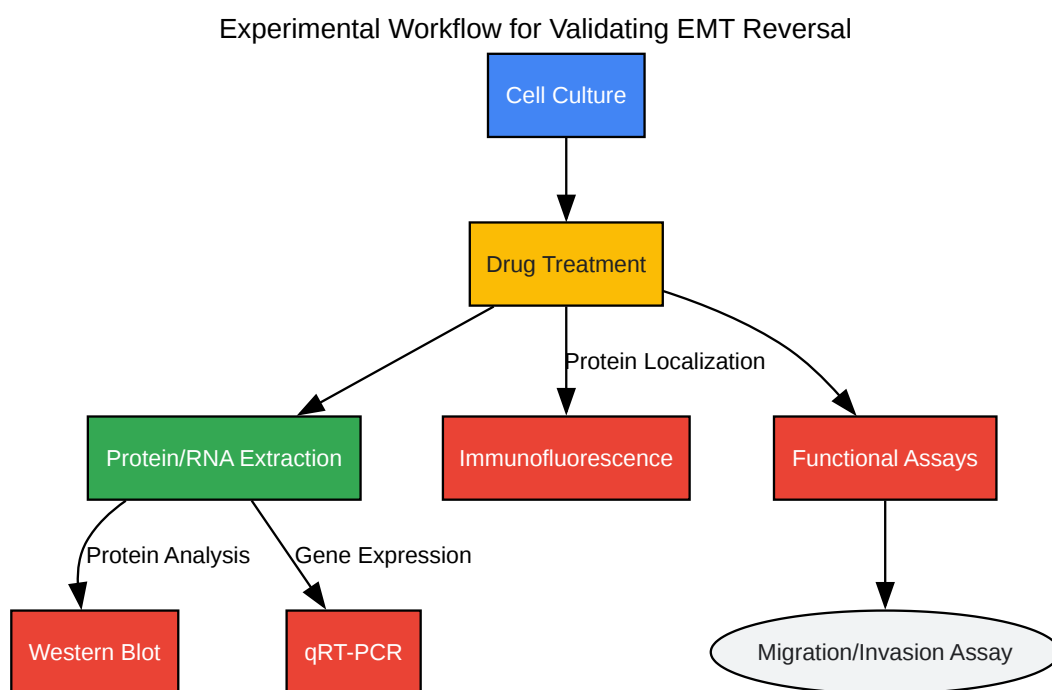 Experimental Workflow for Validating EMT Reversal
Cell Culture
Drug Treatment
Protein Localization
Protein/RNA Extraction
Immunofluorescence
Functional Assays
Protein Analysis
Gene Expression
Western Blot
qRT-PCR
Migration/Invasion Assay